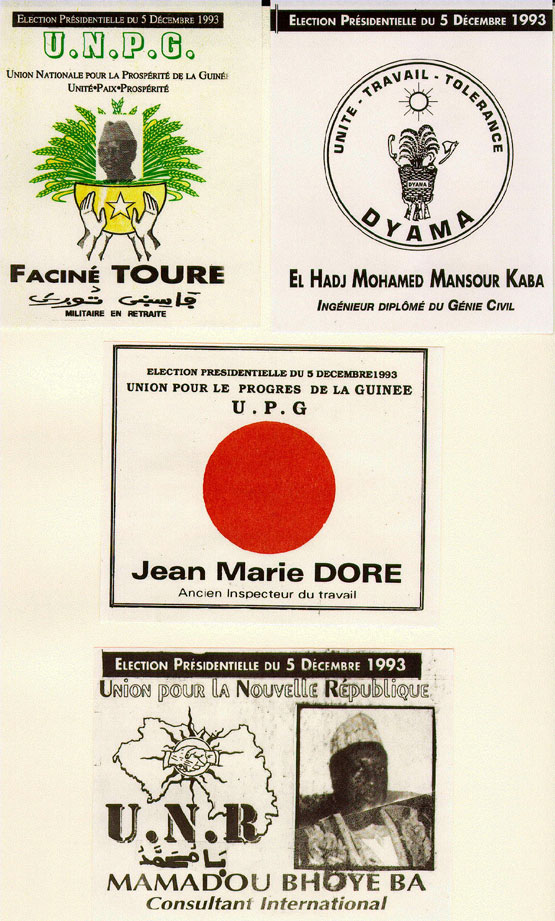 ELECTION PRÉSIDENTIELLE DU 5 DÉCEMBRE 1993
U.N.P.G.
UNION NATIONALE POUR LA PROSPÉRITÉ DE LA GUINÉE
UNITÉ•PAIX•PROSPÉRITÉ
FACINÉ TOURE
فاسيني توري
MILITAIRE EN RETRAITE
ELECTION PRÉSIDENTIELLE DU 5 DÉCEMBRE 1993
UNITE - TRAVAIL - TOLERANCE
DYAMA
DYAMA
EL HADJ MOHAMED MANSOUR KABA
INGÉNIEUR DIPLÔMÉ DU GÉNIE CIVIL
ELECTION PRESIDENTIELLE DU 5 DECEMBRE1993
UNION POUR LE PROGRES DE LA GUINEE
U.P.G
Jean Marie DORE
Ancien Inspecteur du travail
ELECTION PRÉSIDENTIELLE DU 5 DÉCEMBRE 1993
UNION POUR LA NOUVELLE RÉPUBLIQUE
U.N.R
MAMADOU BHOYE BA
Consultant International